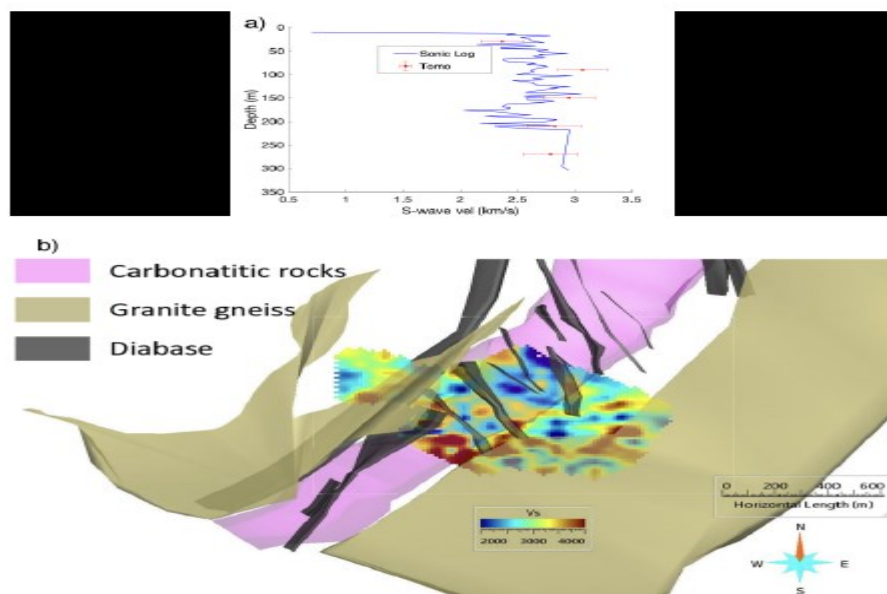 a)
0
50
100
150
200
250
300
350
Depth (m)
Sonic Log
Tomo
0.5 1 1.5 2 2.5 3 3.5
S-wave vel (km/s)
b)
Carbonatitic rocks
Granite gneiss
Diabase
0 200 400 600
Horizontal Length (m)
Vs
2000 3000 4000
N
W E
S